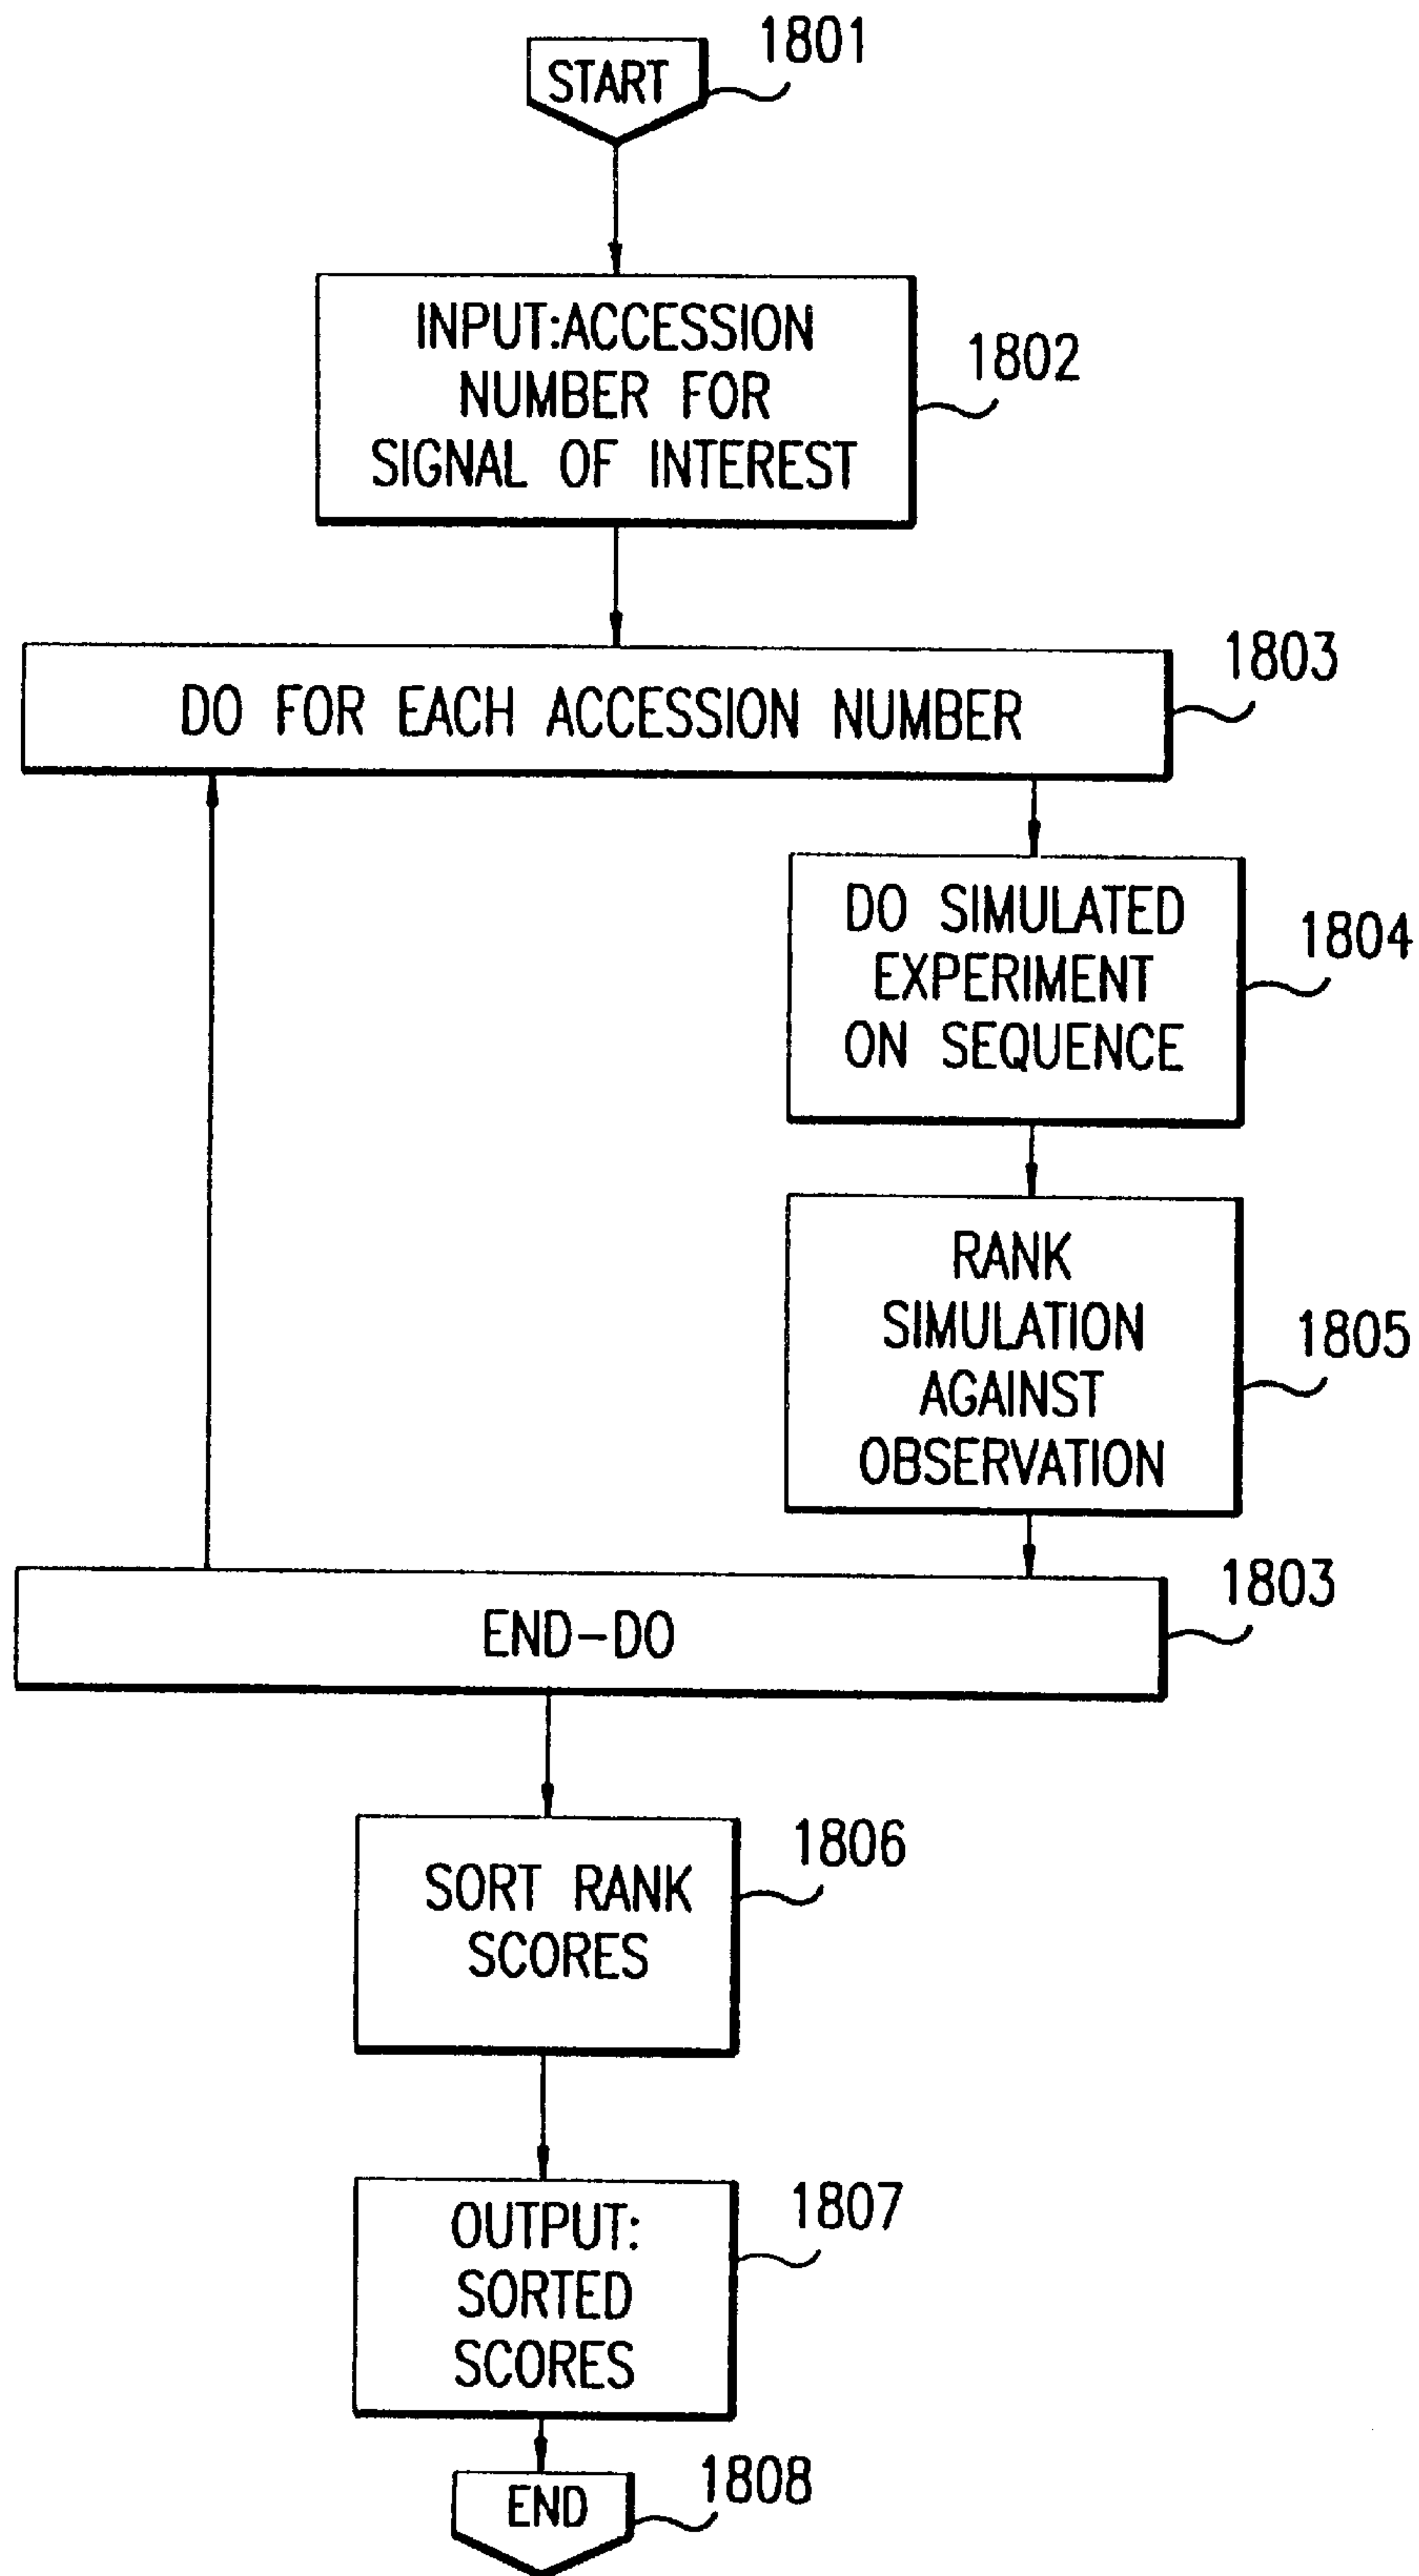 START
1801
INPUT:ACCESSION
NUMBER FOR
SIGNAL OF INTEREST
1802
DO FOR EACH ACCESSION NUMBER
1803
DO SIMULATED
EXPERIMENT
ON SEQUENCE
1804
RANK
SIMULATION
AGAINST
OBSERVATION
1805
END-DO
1803
SORT RANK
SCORES
1806
OUTPUT:
SORTED
SCORES
1807
END
1808